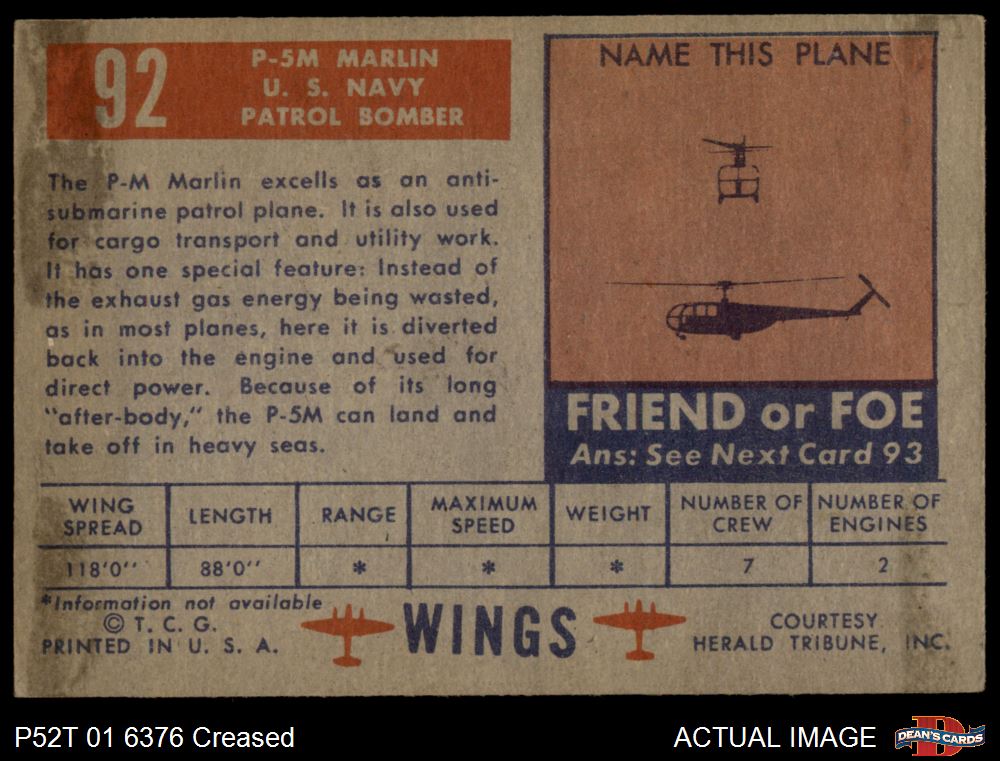 92
P-5M MARLIN
U. S. NAVY
PATROL BOMBER
The P-M Marlin excells as an anti-
submarine patrol plane. It is also used
for cargo transport and utility work.
It has one special feature: Instead of
the exhaust gas energy being wasted,
as in most planes, here it is diverted
back into the engine and used for
direct power. Because of its long
"after-body," the P-5M can land and
take off in heavy seas.
NAME THIS PLANE
FRIEND or FOE
Ans: See Next Card 93
WING SPREAD LENGTH RANGE MAXIMUM SPEED WEIGHT NUMBER OF CREW NUMBER OF ENGINES
118'0'' 88'0'' * * * 7 2
*Information not available
© T. C. G.
PRINTED IN U. S. A.
WINGS
COURTESY
HERALD TRIBUNE, INC.
P52T 01 6376 Creased
ACTUAL IMAGE
D
DEAN'S CARDS